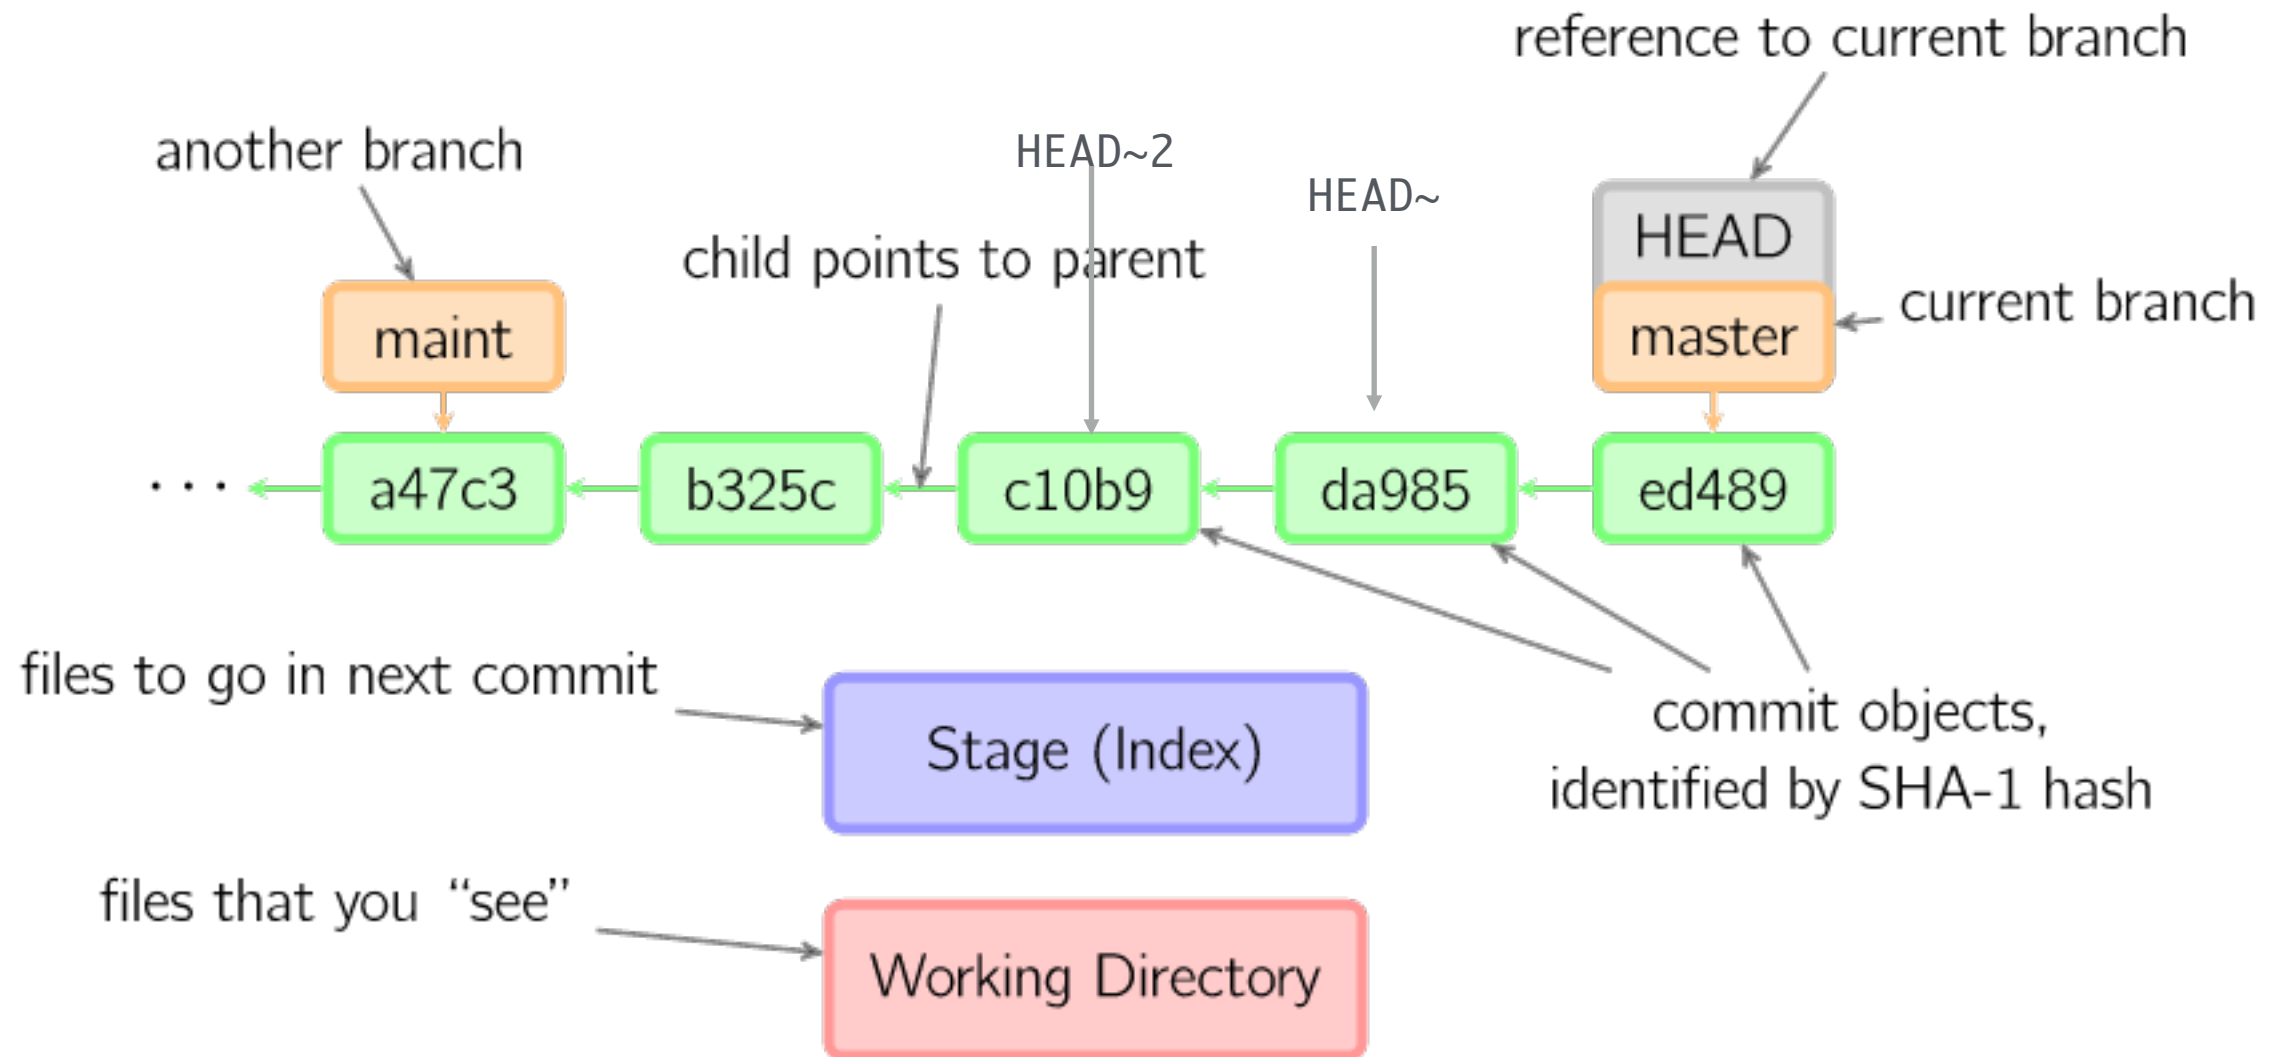 reference to current branch
another branch
HEAD~2
HEAD~
child points to parent
HEAD
current branch
maint
master
...
a47c3
b325c
c10b9
da985
ed489
files to go in next commit
Stage (Index)
commit objects,
identified by SHA-1 hash
files that you “see”
Working Directory